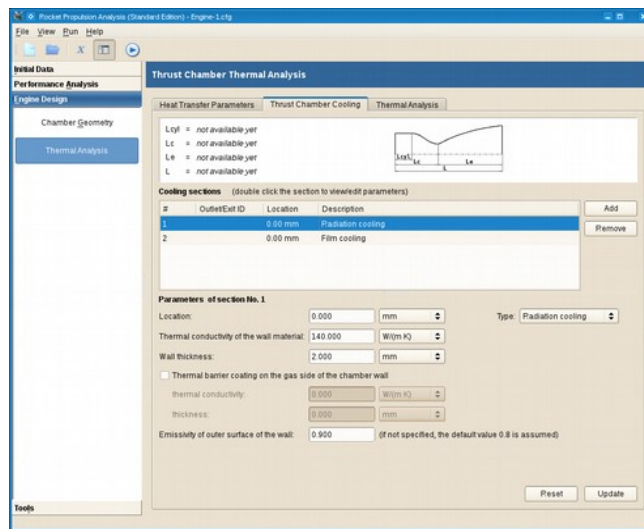 Rocket Propulsion Analysis (Standard Edition) - Engine-1.cfg
File View Run Help
Initial Data
Performance Analysis
Engine Design
Chamber Geometry
Thermal Analysis
Tools
Thrust Chamber Thermal Analysis
Heat Transfer Parameters Thrust Chamber Cooling Thermal Analysis
Lcyl = not available yet
Lc = not available yet
Le = not available yet
L = not available yet
Lcyl Lc Le
L
Cooling sections (double click the section to view/edit parameters)
# Outlet/Exit ID Location Description
1 0.00 mm Radiation cooling
2 0.00 mm Film cooling
Add
Remove
Parameters of section No. 1
Location: 0.000 mm Type: Radiation cooling
Thermal conductivity of the wall material: 140.000 W/(m K)
Wall thickness: 2.000 mm
Thermal barrier coating on the gas side of the chamber wall
thermal conductivity: 0.000 W/(m K)
thickness: 0.000 mm
Emissivity of outer surface of the wall: 0.900 (if not specified, the default value 0.8 is assumed)
Reset Update